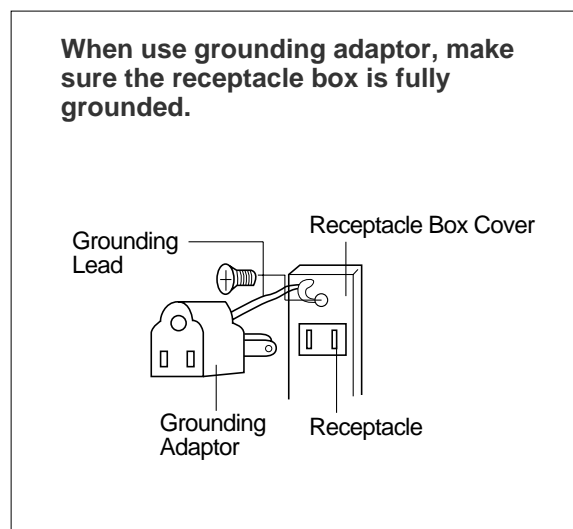 When use grounding adaptor, make
sure the receptacle box is fully
grounded.
Receptacle Box Cover
Grounding
Lead
Grounding
Adaptor
Receptacle